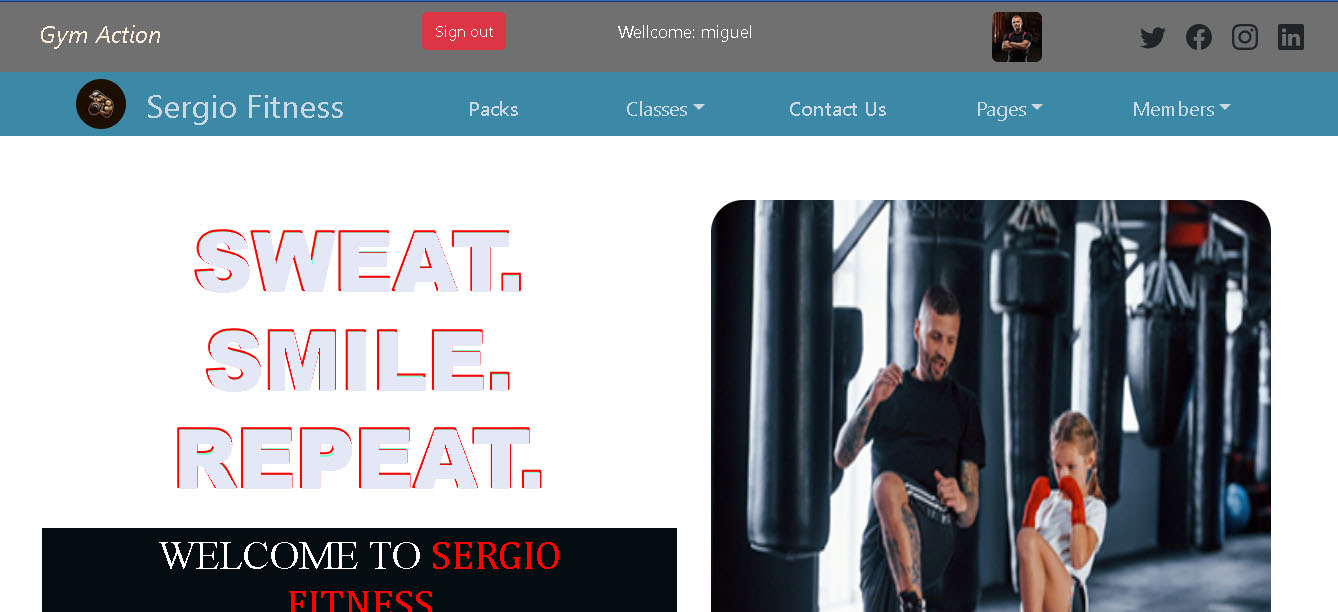 Gym Action
Sign out
Wellcome: miguel
Sergio Fitness
Packs
Classes
Contact Us
Pages
Members
SWEAT.
SMILE.
REPEAT.
WELCOME TO SERGIO
FITNESS